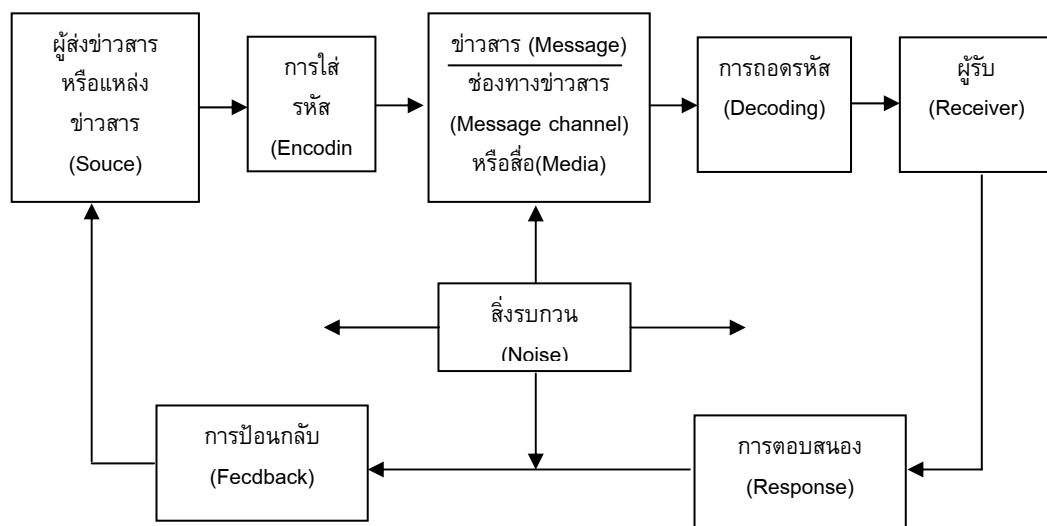 ผู้ส่งข่าวสาร
หรือแหล่ง
ข่าวสาร
(Souce)
การใส่
รหัส
(Encodin
ข่าวสาร (Message)
ช่องทางข่าวสาร
(Message channel)
หรือสื่อ(Media)
การถอดรหัส
(Decoding)
ผู้รับ
(Receiver)
สิ่งรบกวน
(Noise)
การป้อนกลับ
(Fecdback)
การตอบสนอง
(Response)